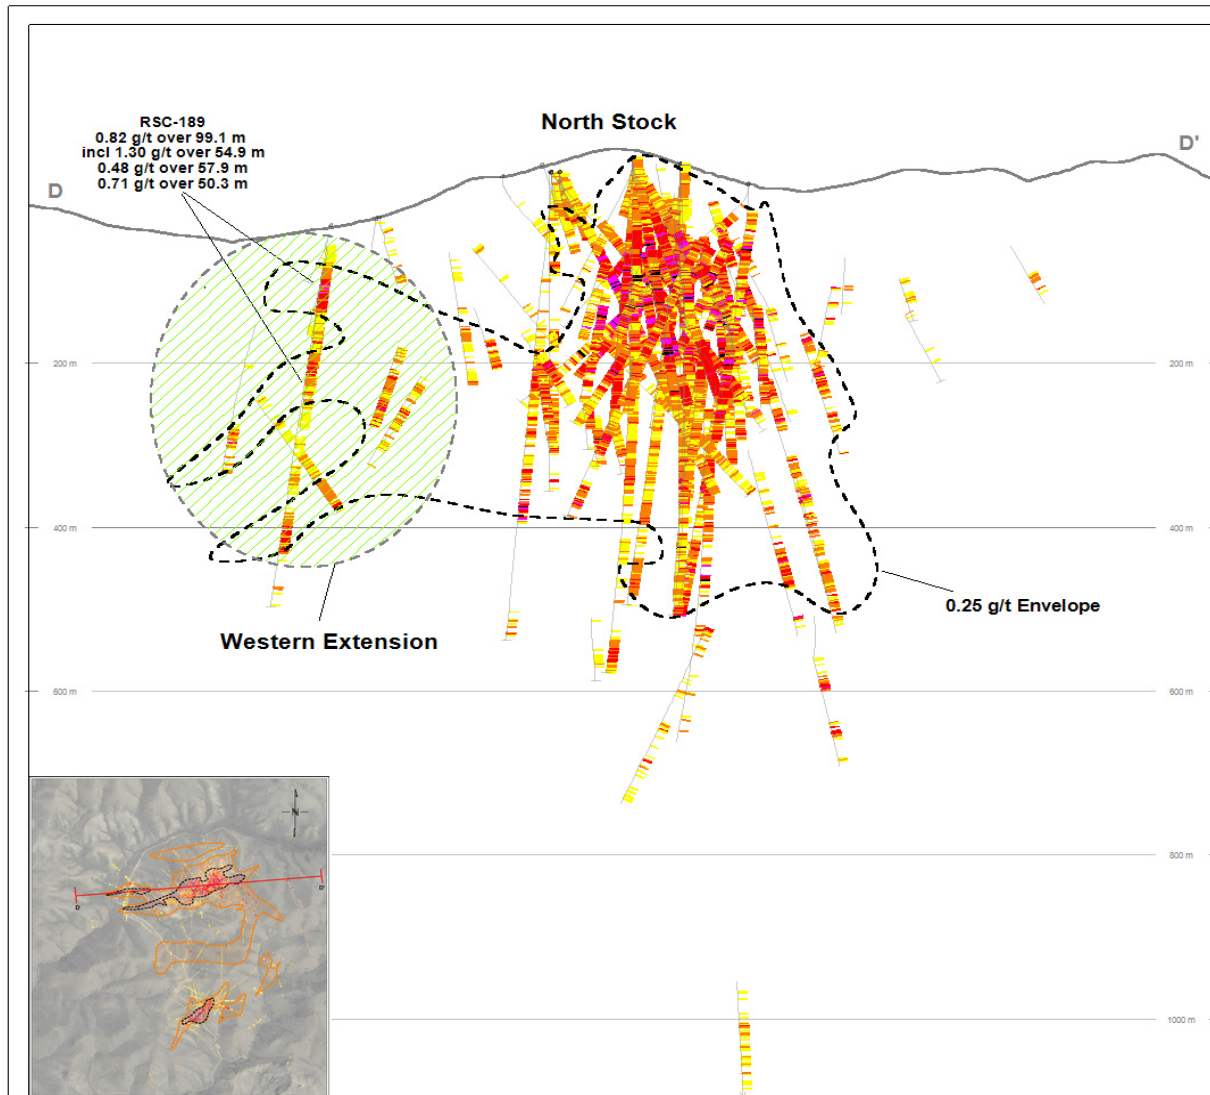 North Stock
RSC-189
0.82 g/t over 99.1 m
incl 1.30 g/t over 54.9 m
0.48 g/t over 57.9 m
0.71 g/t over 50.3 m
D
D'
200 m
200 m
400 m
400 m
0.25 g/t Envelope
Western Extension
600 m
600 m
N
800 m
D'
D
1000 m